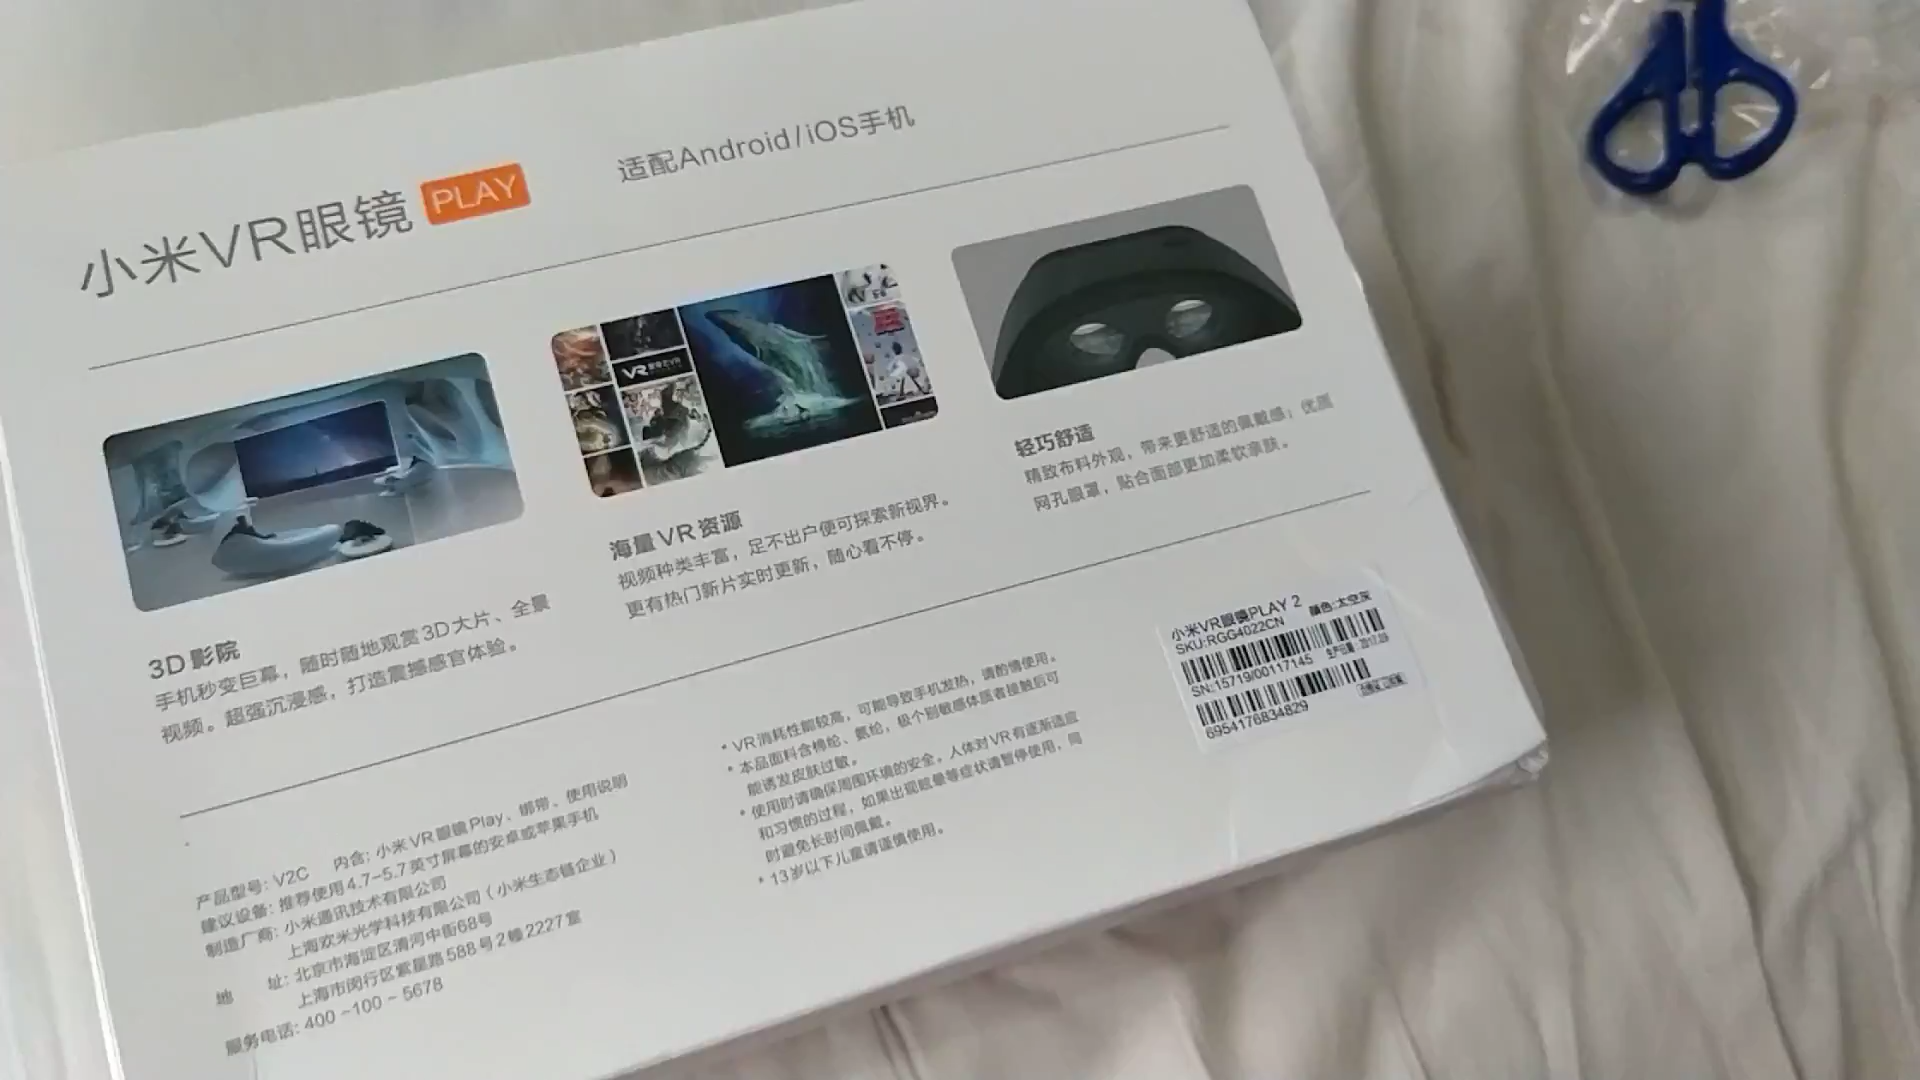 小米VR眼镜 PLAY
适配Android/iOS手机
3D影院
手机秒变巨幕，随时随地观赏3D大片、全景
视频。超强沉浸感，打造震撼感官体验。
VR
海量VR资源
视频种类丰富，足不出户便可探索新视界。
更有热门新片实时更新，随心看不停。
轻巧舒适
精致布料外观，带来更舒适的佩戴感；优质
网孔眼罩，贴合面部更加柔软亲肤。
产品型号: V2C 内含: 小米VR眼镜Play、绑带、使用说明
建议设备: 推荐使用4.7-5.7英寸屏幕的安卓或苹果手机
制造厂商: 小米通讯技术有限公司
上海欢米光学科技有限公司（小米生态链企业）
地 址: 北京市海淀区清河中街68号
上海市闵行区紫星路588号2幢2227室
服务电话: 400 -100 - 5678
* VR消耗性能较高，可能导致手机发热，请酌情使用。
* 本品面料含棉纶、氨纶，极个别敏感体质者接触后可
能诱发皮肤过敏。
* 使用时请确保周围环境的安全。人体对VR有逐渐适应
和习惯的过程，如果出现眩晕等症状请暂停使用，同
时避免长时间佩戴。
* 13岁以下儿童请谨慎使用。
小米VR眼镜PLAY 2 颜色:太空灰
SKU:RGG4022CN
SN:15719/00117145 生产日期:2017.09
6954176834829